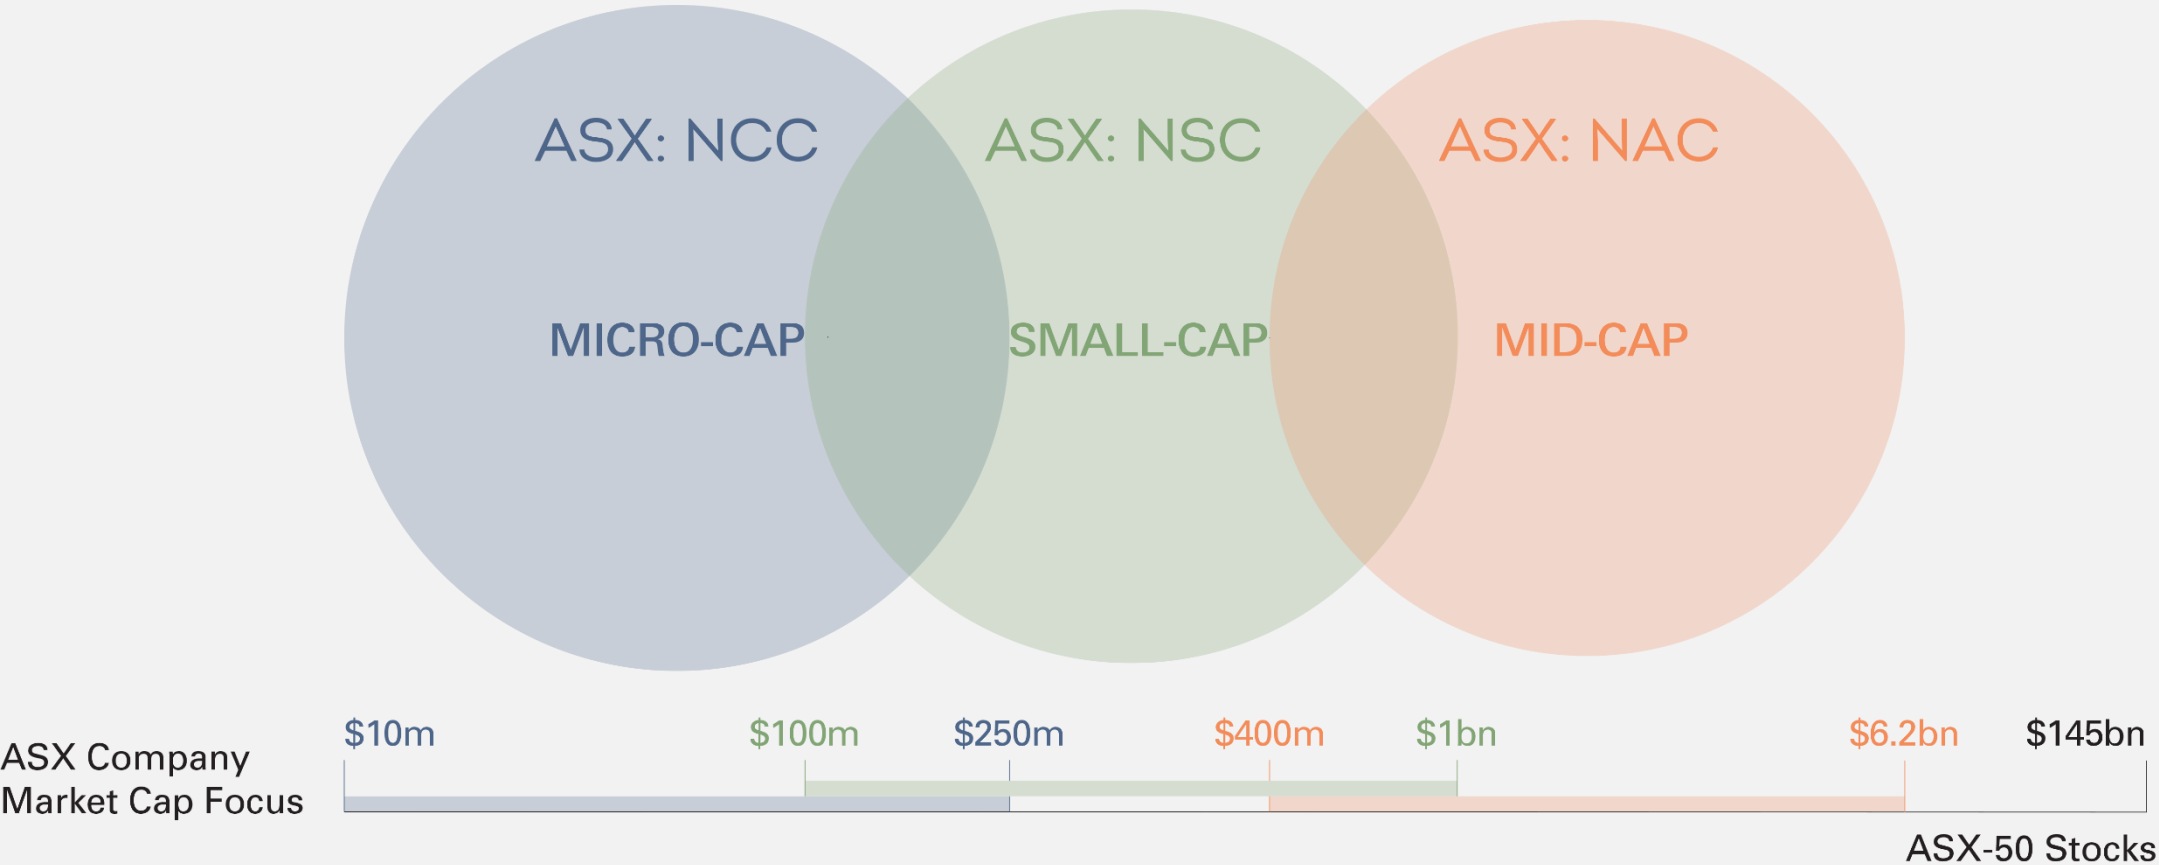 ASX: NCC
ASX: NSC
ASX: NAC
MICRO-CAP
SMALL-CAP
MID-CAP
$10m
$100m
$250m
$400m
$1bn
$6.2bn
$145bn
ASX Company
Market Cap Focus
ASX-50 Stocks